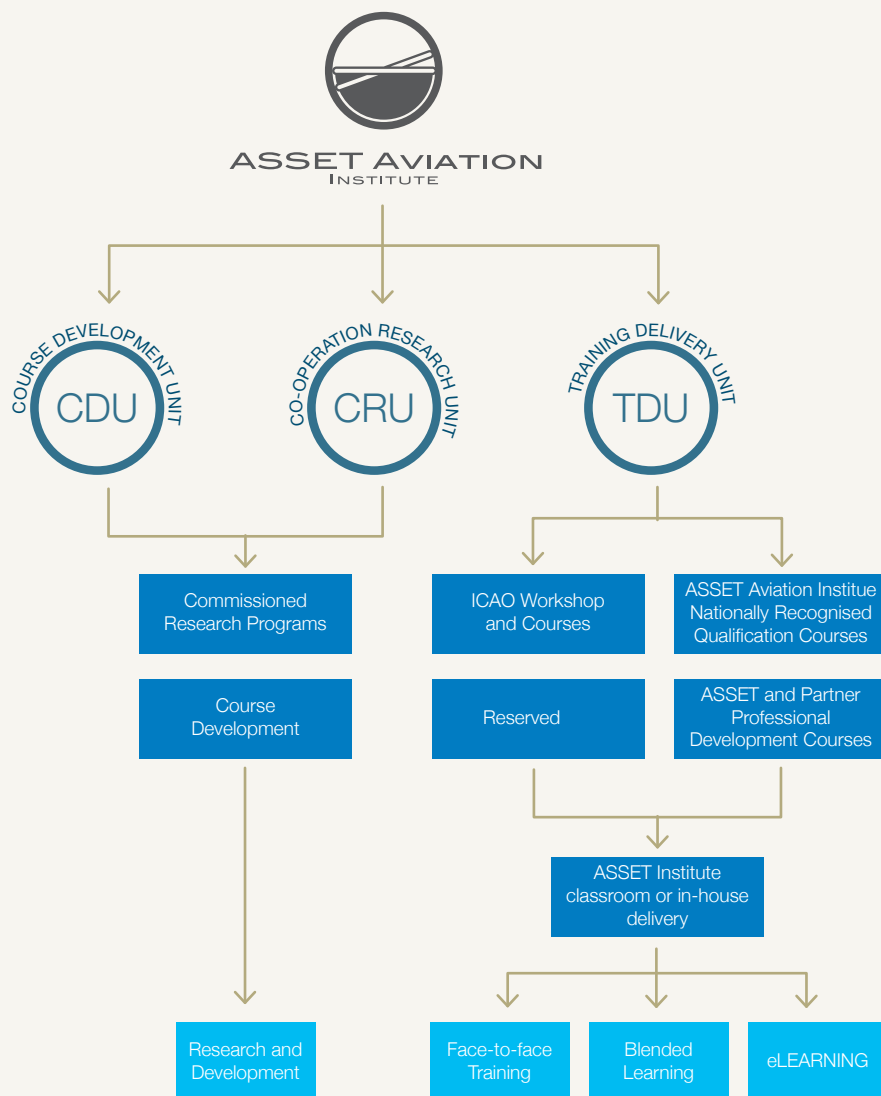 ASSET AVIATION
INSTITUTE
COURSE DEVELOPMENT UNIT
CDU
CO-OPERATION RESEARCH UNIT
CRU
TRAINING DELIVERY UNIT
TDU
Commissioned
Research Programs
ICAO Workshop
and Courses
ASSET Aviation Institue
Nationally Recognised
Qualification Courses
Course
Development
Reserved
ASSET and Partner
Professional
Development Courses
ASSET Institute
classroom or in-house
delivery
Research and
Development
Face-to-face
Training
Blended
Learning
eLEARNING